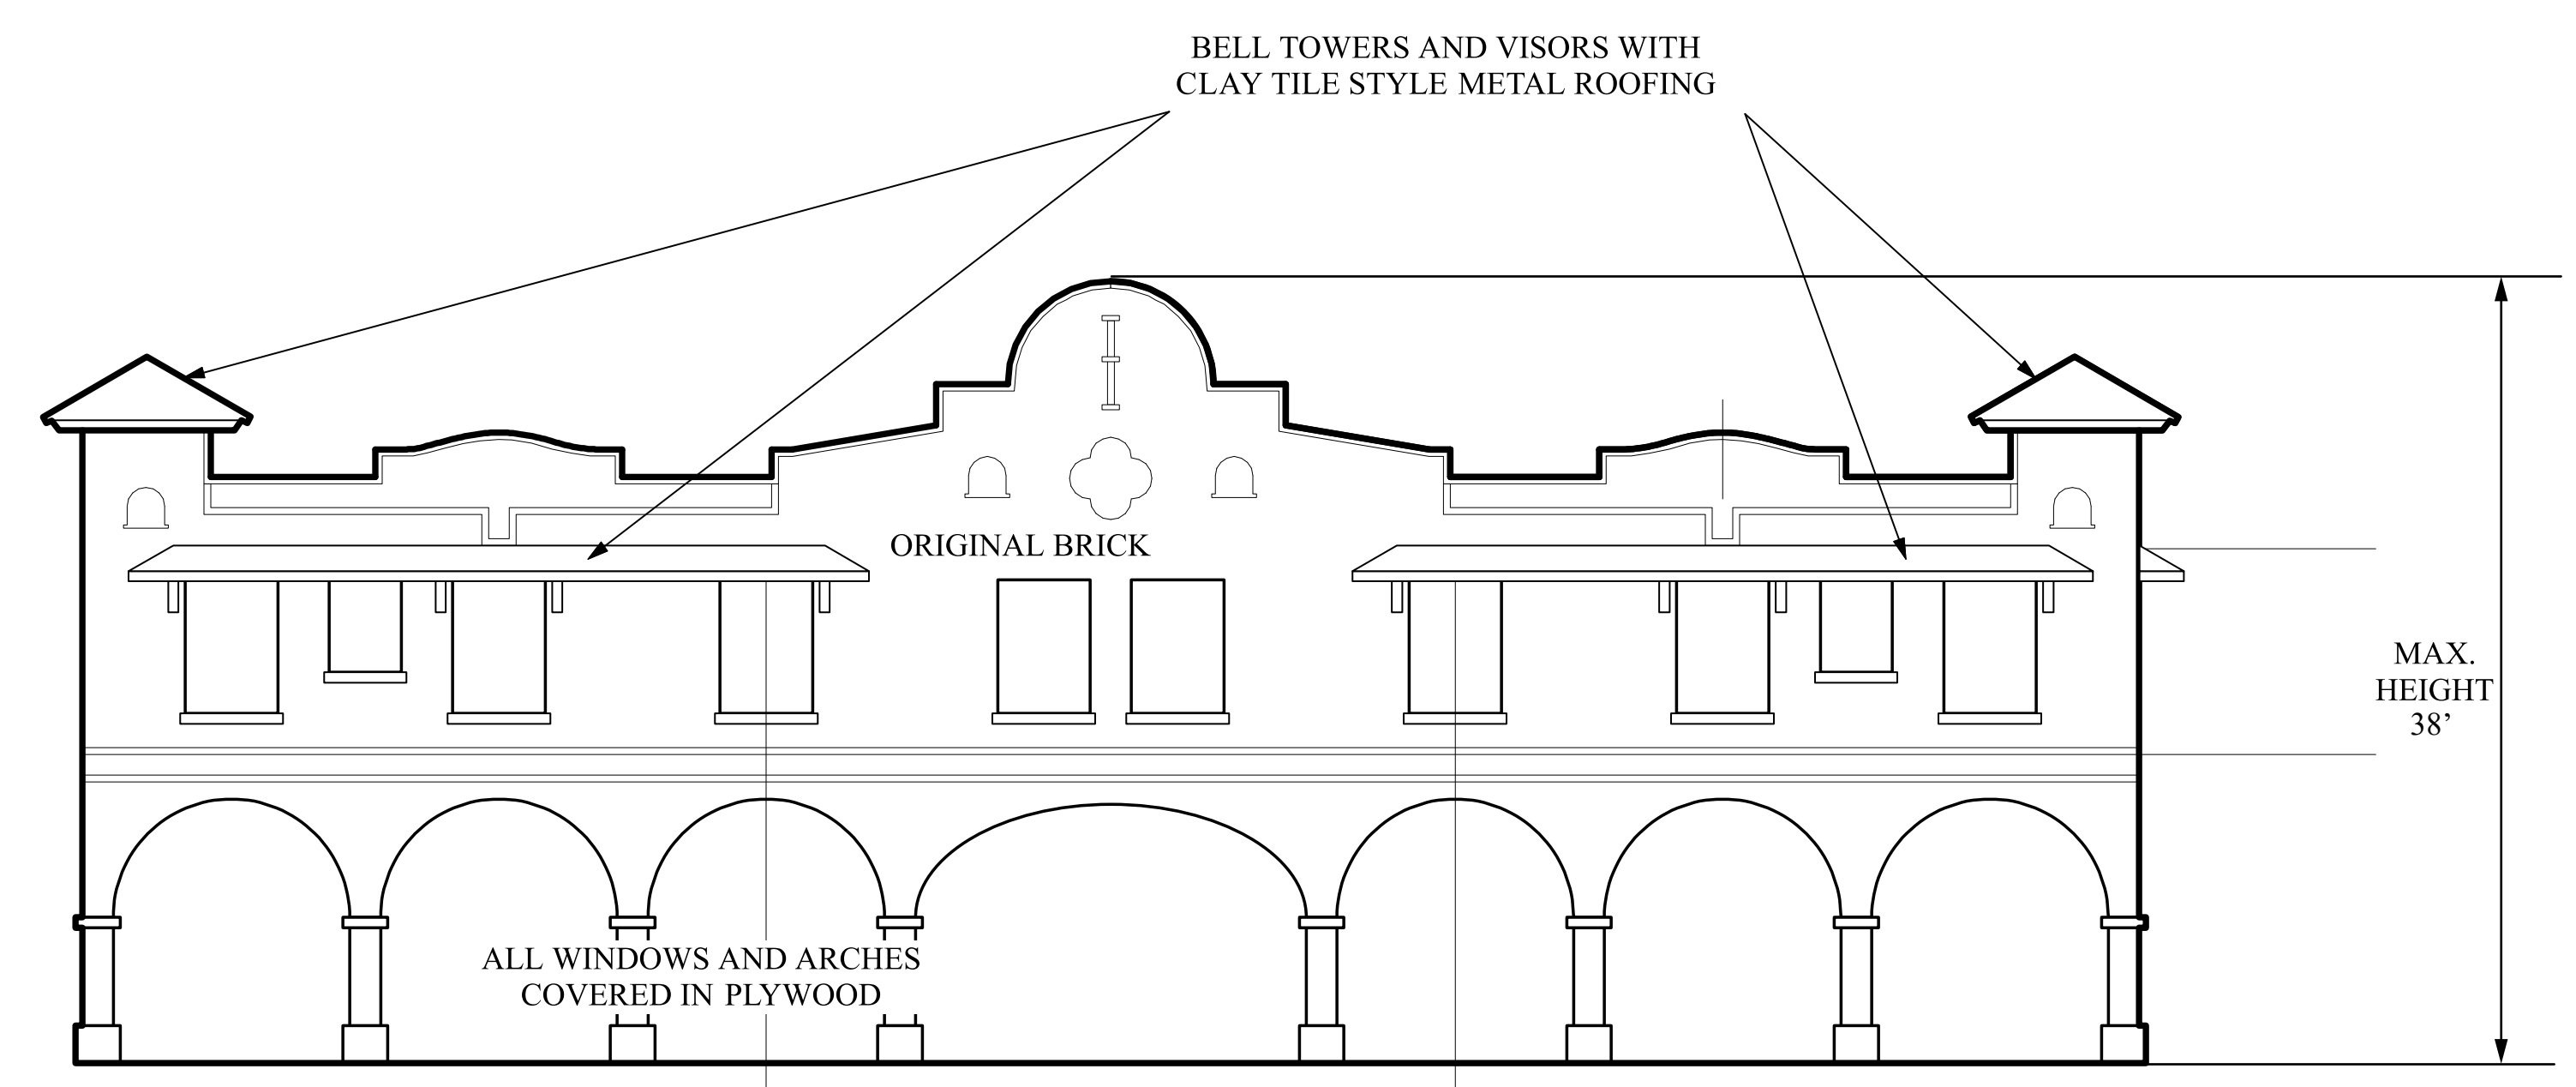 BELL TOWERS AND VISORS WITH
CLAY TILE STYLE METAL ROOFING
ORIGINAL BRICK
MAX.
HEIGHT
38’
ALL WINDOWS AND ARCHES
COVERED IN PLYWOOD